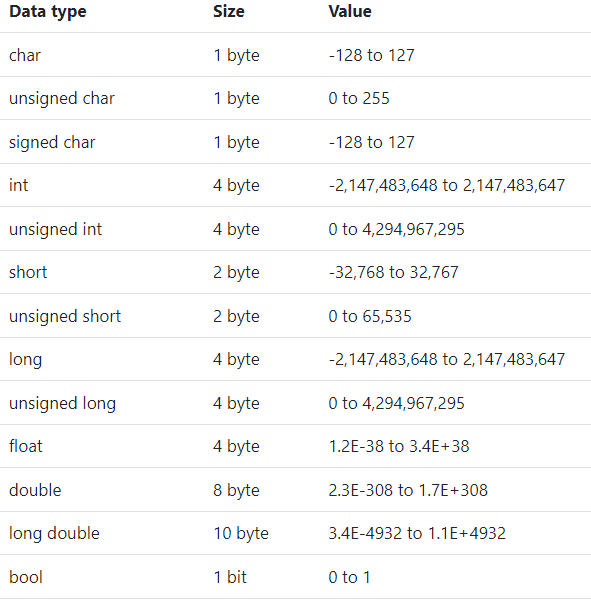 Data type Size Value
char 1 byte -128 to 127
unsigned char 1 byte 0 to 255
signed char 1 byte -128 to 127
int 4 byte -2,147,483,648 to 2,147,483,647
unsigned int 4 byte 0 to 4,294,967,295
short 2 byte -32,768 to 32,767
unsigned short 2 byte 0 to 65,535
long 4 byte -2,147,483,648 to 2,147,483,647
unsigned long 4 byte 0 to 4,294,967,295
float 4 byte 1.2E-38 to 3.4E+38
double 8 byte 2.3E-308 to 1.7E+308
long double 10 byte 3.4E-4932 to 1.1E+4932
bool 1 bit 0 to 1